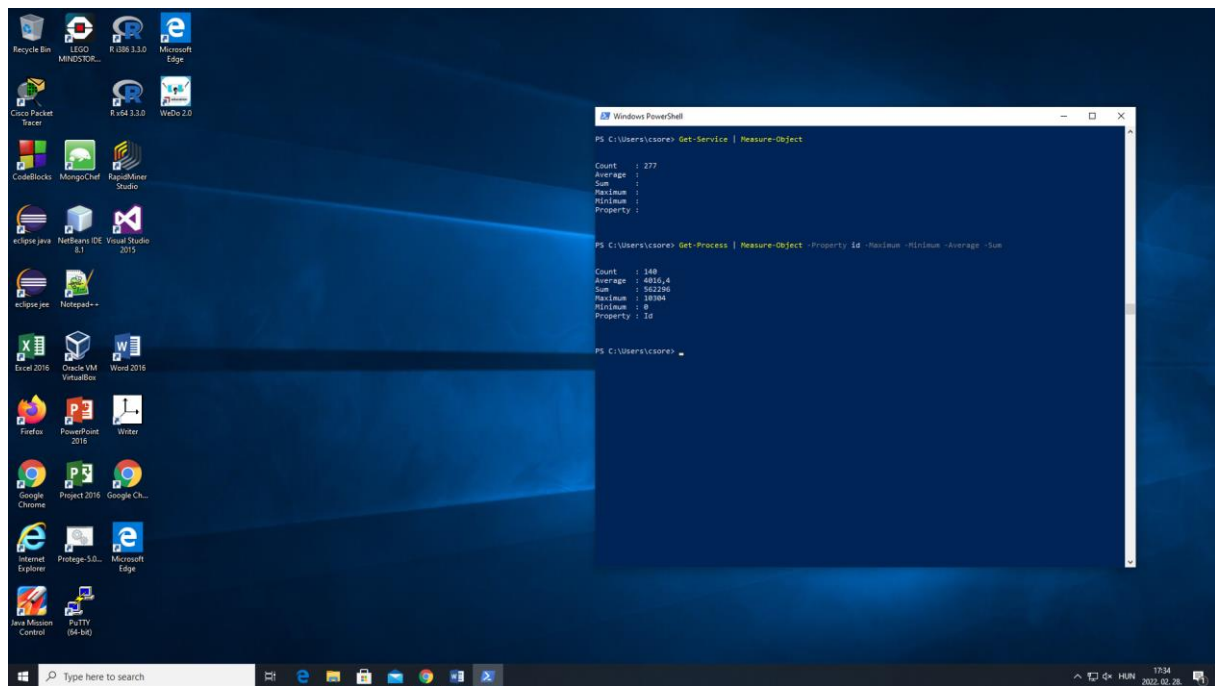 Recycle Bin
LEGO
MINDSTOR...
R i386 3.3.0
Microsoft
Edge
Cisco Packet
Tracer
R x64 3.3.0
WeDo 2.0
CodeBlocks
MongoChef
RapidMiner
Studio
eclipse java
NetBeans IDE
8.1
Visual Studio
2015
eclipse jee
Notepad++
Excel 2016
Oracle VM
VirtualBox
Word 2016
Firefox
PowerPoint
2016
Writer
Google
Chrome
Project 2016
Google Ch...
Internet
Explorer
Protege-5.0...
Microsoft
Edge
Java Mission
Control
PuTTY
(64-bit)
Windows PowerShell
PS C:\Users\csore> Get-Service | Measure-Object
Count : 277
Average :
Sum :
Maximum :
Minimum :
Property :
PS C:\Users\csore> Get-Process | Measure-Object -Property id -Maximum -Minimum -Average -Sum
Count : 140
Average : 4016,4
Sum : 562296
Maximum : 10304
Minimum : 0
Property : Id
PS C:\Users\csore>
Type here to search
HUN
17:34
2022. 02. 28.